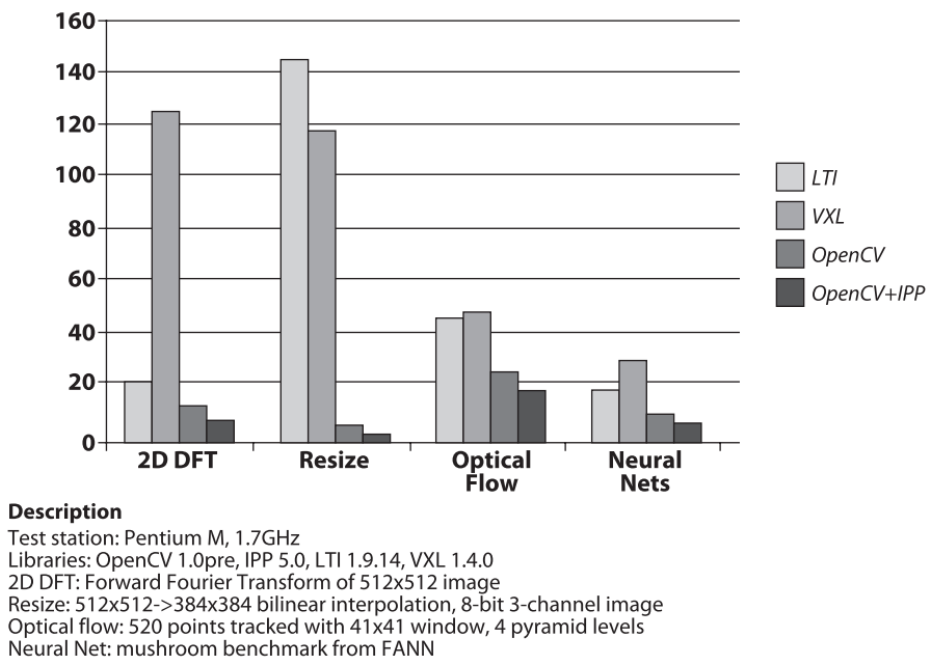 160
140
120
100
80
60
40
20
0
2D DFT
Resize
Optical
Flow
Neural
Nets
LTI
VXL
OpenCV
OpenCV+IPP
Description
Test station: Pentium M, 1.7GHz
Libraries: OpenCV 1.0pre, IPP 5.0, LTI 1.9.14, VXL 1.4.0
2D DFT: Forward Fourier Transform of 512x512 image
Resize: 512x512->384x384 bilinear interpolation, 8-bit 3-channel image
Optical flow: 520 points tracked with 41x41 window, 4 pyramid levels
Neural Net: mushroom benchmark from FANN